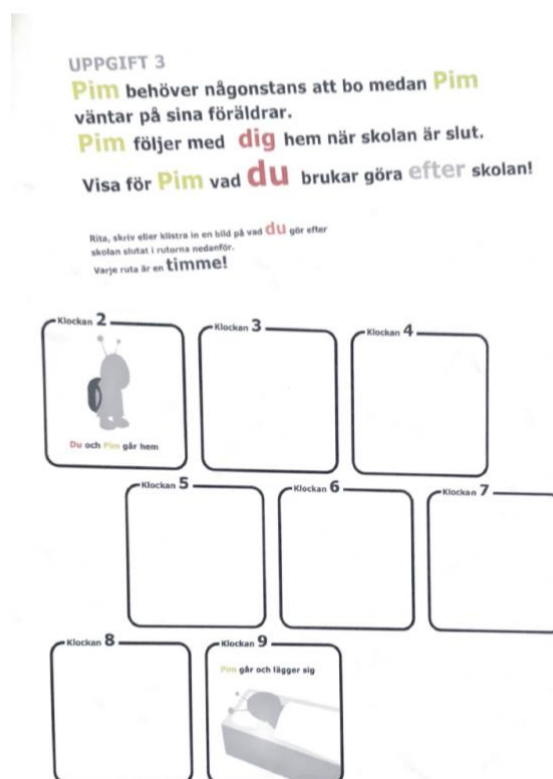 UPPGIFT 3
Pim behöver någonstans att bo medan Pim
väntar på sina föräldrar.
Pim följer med dig hem när skolan är slut.
Visa för Pim vad du brukar göra efter skolan!
Rita, skriv eller klistra in en bild på vad du gör efter
skolan slutat i rutorna nedanför.
Varje ruta är en timme!
Klockan 2
Du och Pim går hem
Klockan 3
Klockan 4
Klockan 5
Klockan 6
Klockan 7
Klockan 8
Klockan 9
Pim går och lägger sig